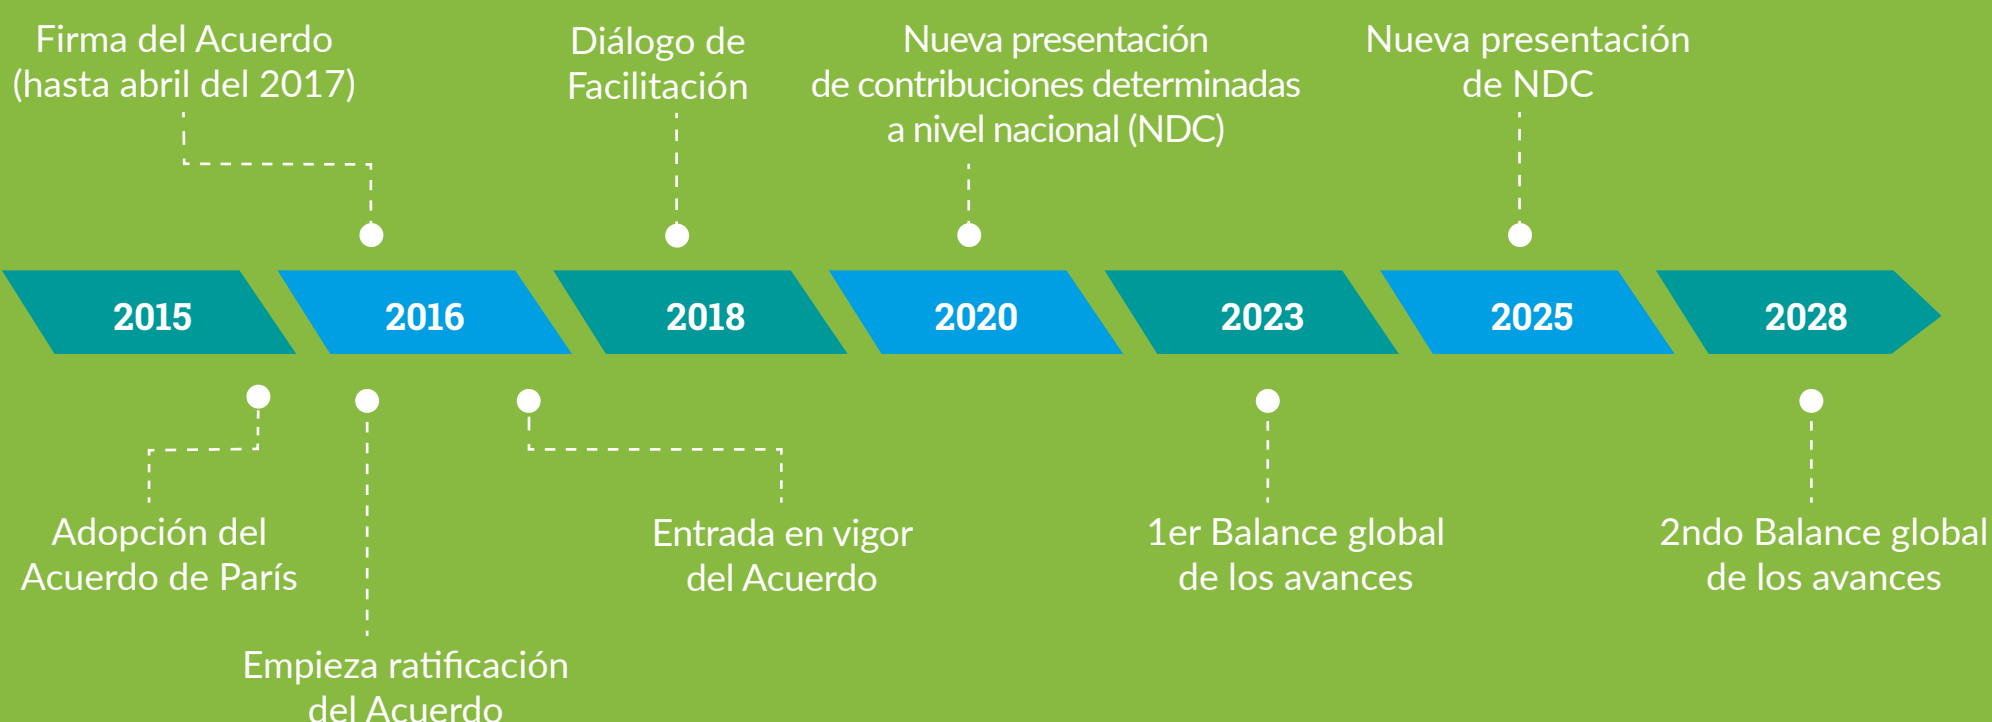 Firma del Acuerdo
(hasta abril del 2017)
Diálogo de
Facilitación
Nueva presentación
de contribuciones determinadas
a nivel nacional (NDC)
Nueva presentación
de NDC
2015
2016
2018
2020
2023
2025
2028
Adopción del
Acuerdo de París
Empieza ratificación
del Acuerdo
Entrada en vigor
del Acuerdo
1er Balance global
de los avances
2ndo Balance global
de los avances